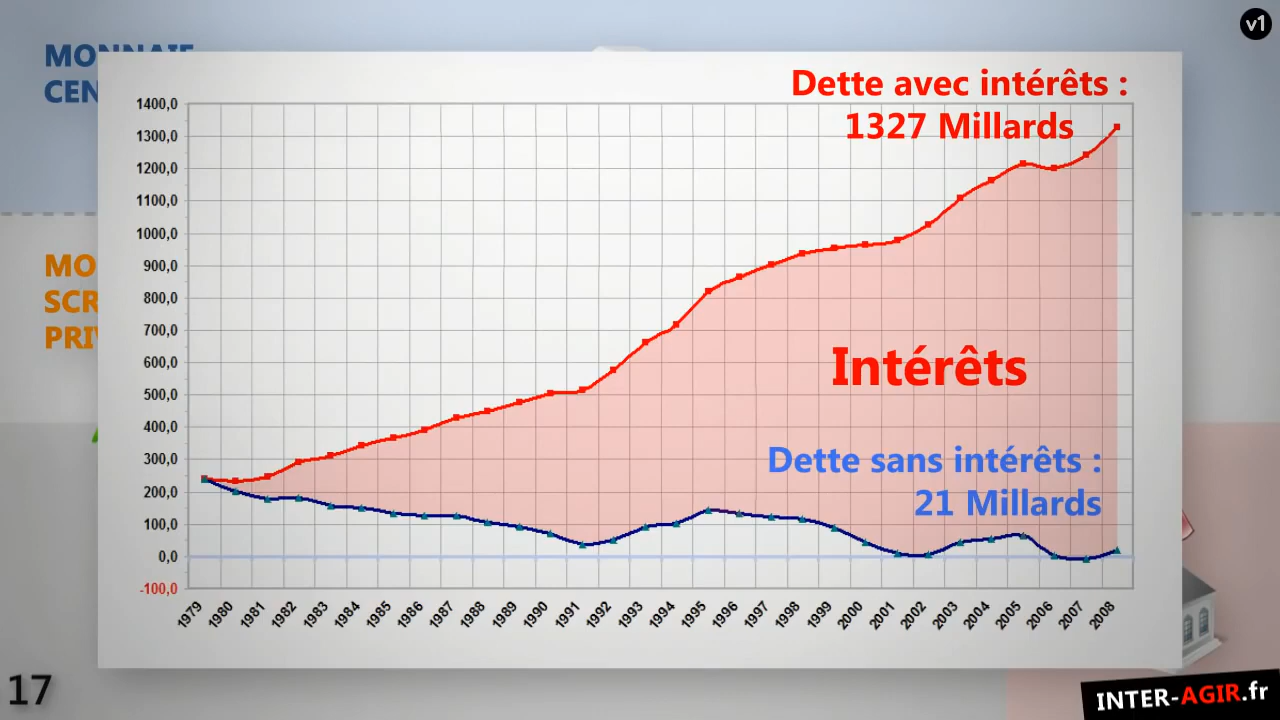 v1
MONNAIE
CEN
MO
SCR
PRIV
Dette avec intérêts :
1327 Millards
1400,0
1300,0
1200,0
1100,0
1000,0
900,0
800,0
700,0
600,0
500,0
400,0
300,0
200,0
100,0
0,0
-100,0
Intérêts
Dette sans intérêts :
21 Millards
1979 1980 1981 1982 1983 1984 1985 1986 1987 1988 1989 1990 1991 1992 1993 1994 1995 1996 1997 1998 1999 2000 2001 2002 2003 2004 2005 2006 2007 2008
17
INTER-AGIR.fr